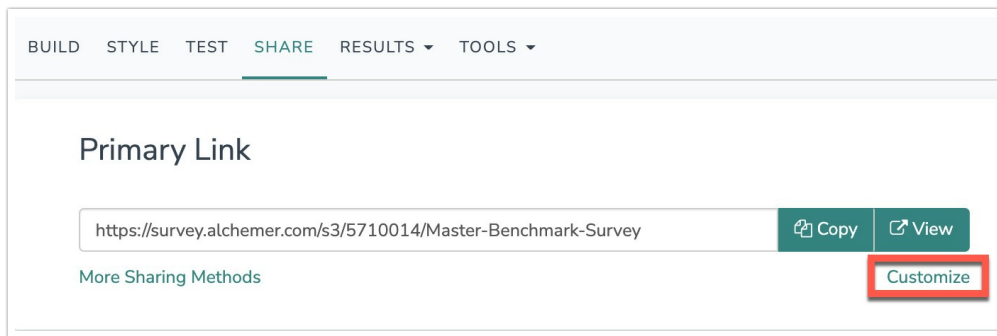 BUILD STYLE TEST SHARE RESULTS TOOLS
Primary Link
https://survey.alchemer.com/s3/5710014/Master-Benchmark-Survey Copy View
More Sharing Methods Customize